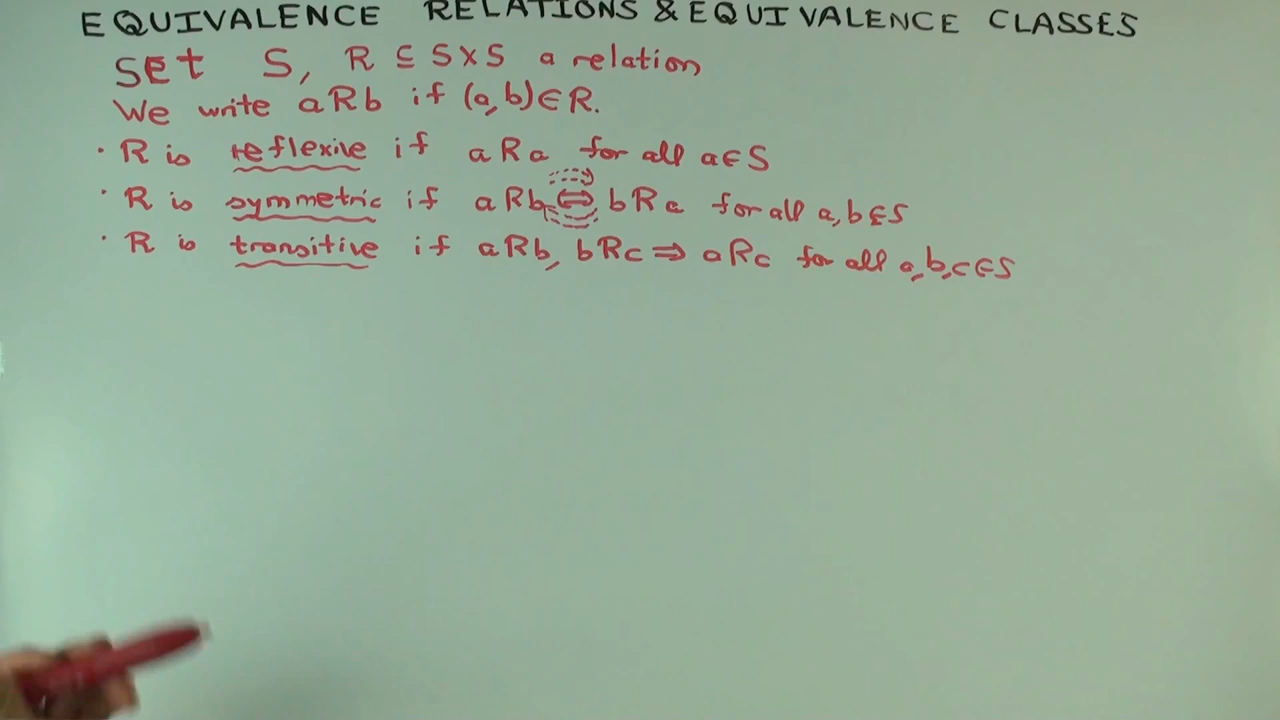 EQUIVALENCE RELATIONS & EQUIVALENCE CLASSES
SET S, R ⊆ S×S a relation
We write aRb if (a,b)∈R.
· R is reflexive if aRa for all a∈S
· R is symmetric if aRb ⇔ bRa for all a,b∈S
· R is transitive if aRb, bRc ⇒ aRc for all a,b,c∈S